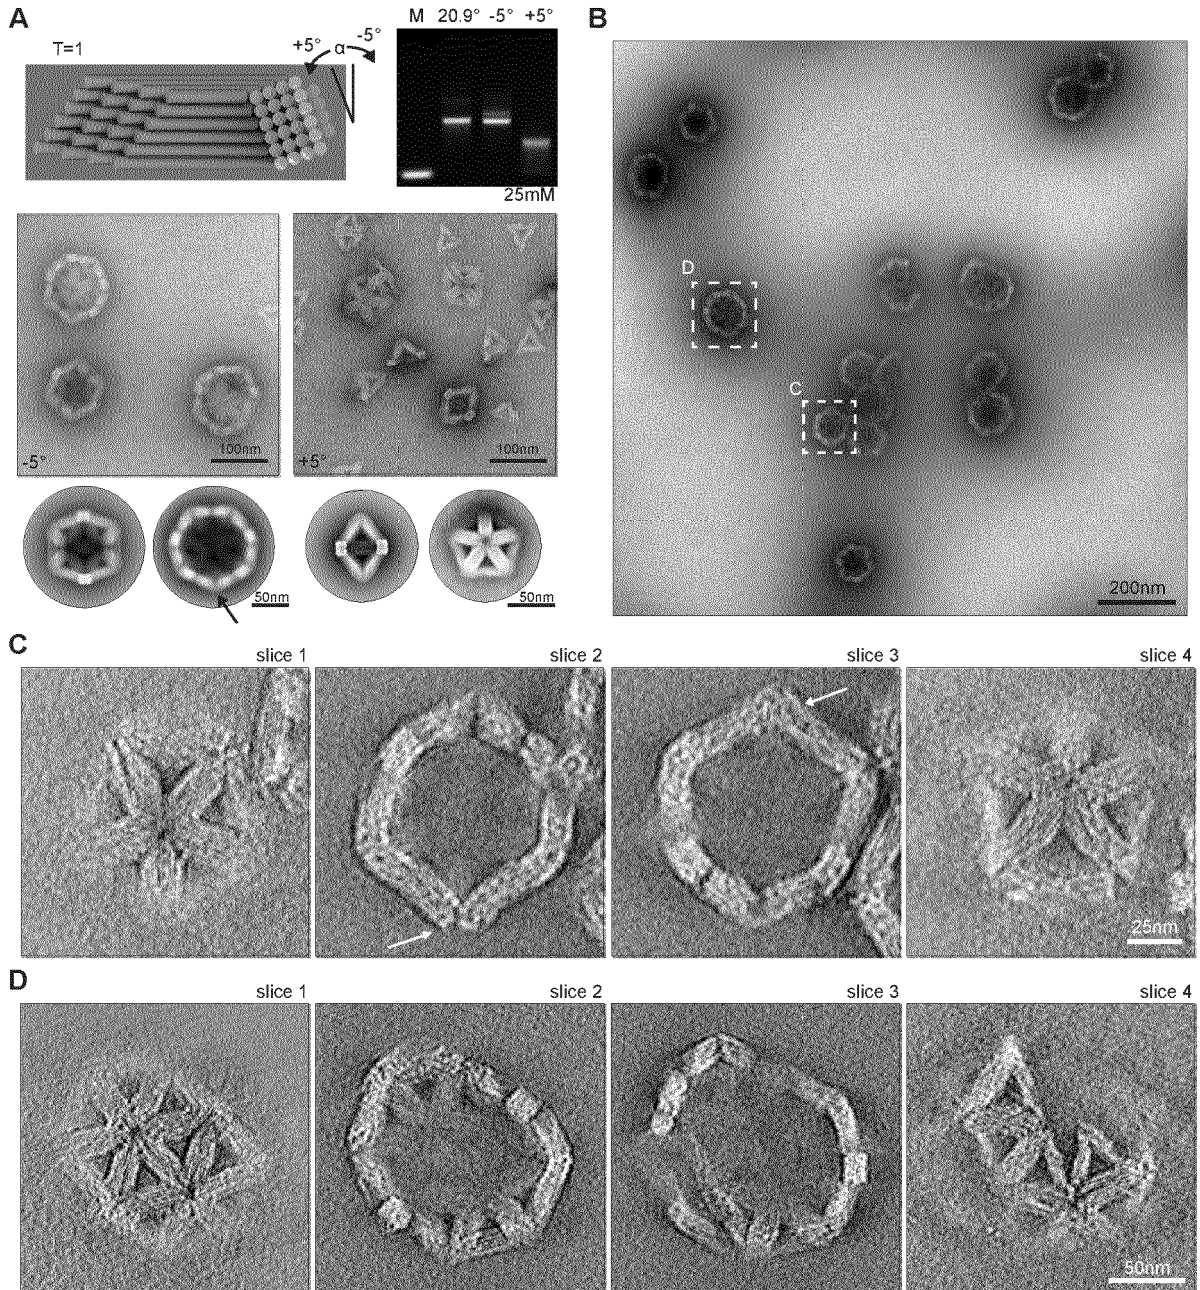 A
T=1
+5°
α
-5°
M 20.9° -5° +5°
25mM
-5°
100nm
+5°
100nm
50nm
50nm
B
D
C
200nm
C
slice 1
slice 2
slice 3
slice 4
25nm
D
slice 1
slice 2
slice 3
slice 4
50nm